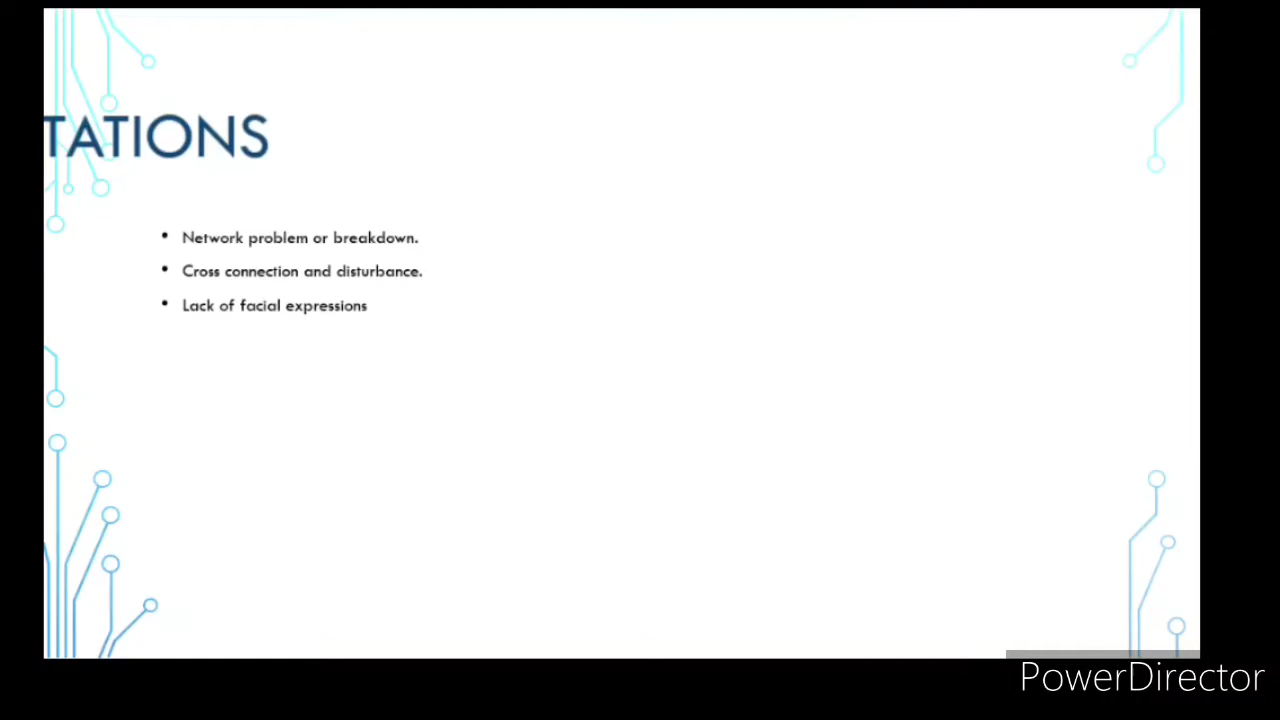 TATIONS
• Network problem or breakdown.
• Cross connection and disturbance.
• Lack of facial expressions
PowerDirector